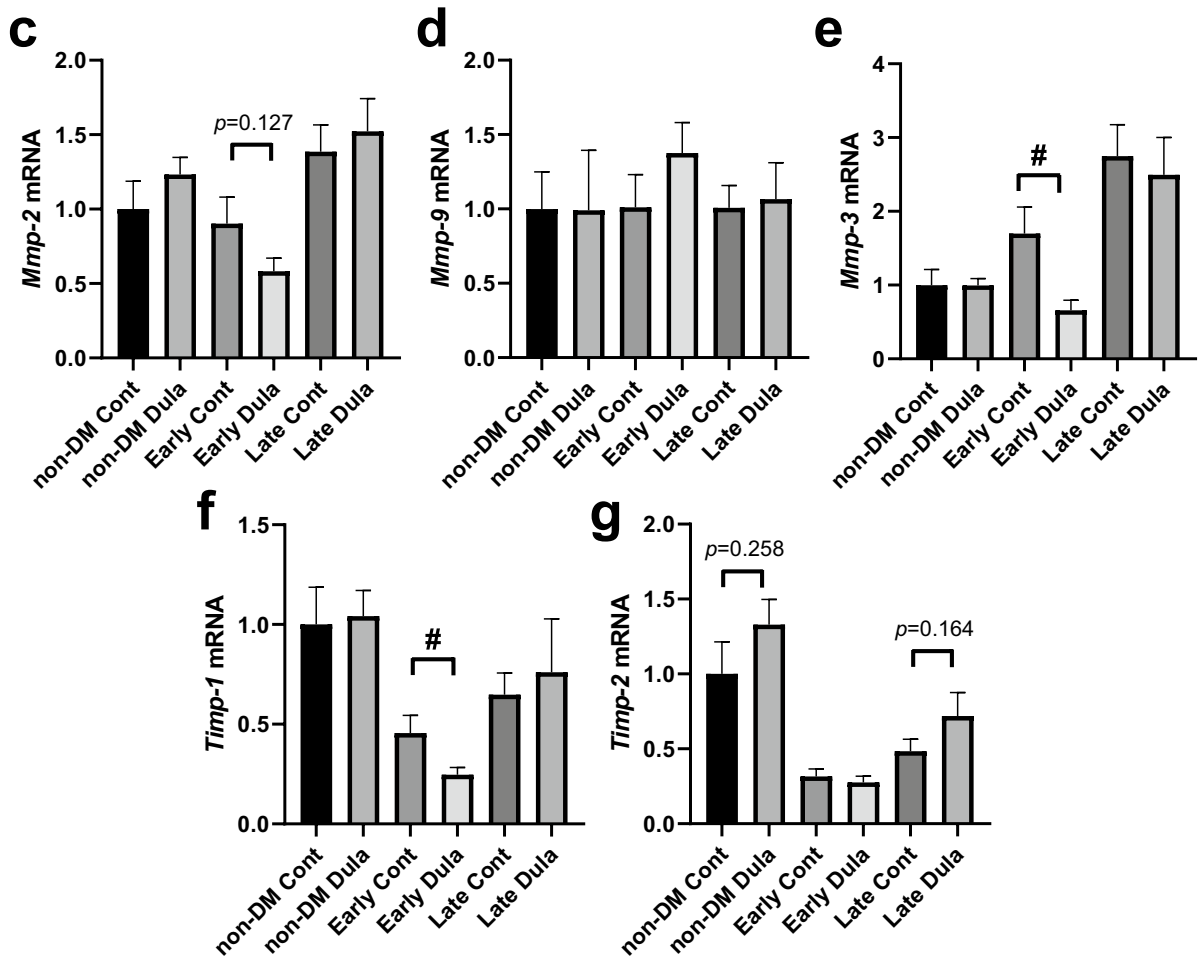 c
2.0
1.5
1.0
0.5
0.0
Mmp-2 mRNA
p=0.127
non-DM Cont
non-DM Dula
Early Cont
Early Dula
Late Cont
Late Dula
d
2.0
1.5
1.0
0.5
0.0
Mmp-9 mRNA
non-DM Cont
non-DM Dula
Early Cont
Early Dula
Late Cont
Late Dula
e
4
3
2
1
0
Mmp-3 mRNA
#
non-DM Cont
non-DM Dula
Early Cont
Early Dula
Late Cont
Late Dula
f
1.5
1.0
0.5
0.0
Timp-1 mRNA
#
non-DM Cont
non-DM Dula
Early Cont
Early Dula
Late Cont
Late Dula
g
2.0
1.5
1.0
0.5
0.0
Timp-2 mRNA
p=0.258
p=0.164
non-DM Cont
non-DM Dula
Early Cont
Early Dula
Late Cont
Late Dula